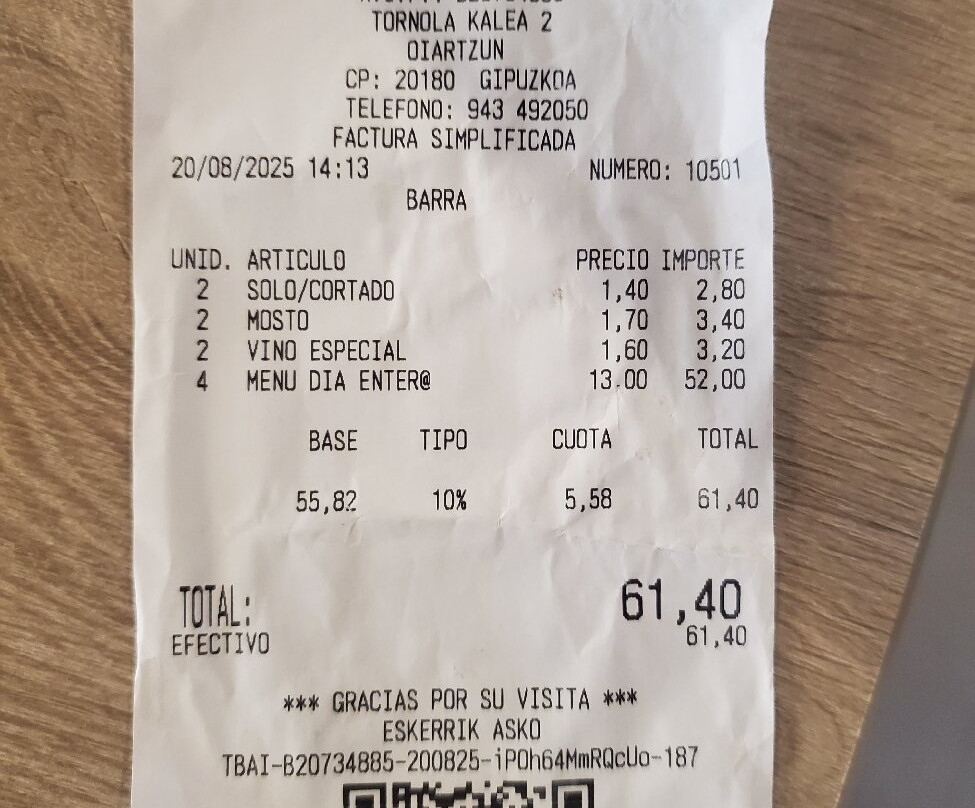 TORNOLA KALEA 2
OIARTZUN
CP: 20180 GIPUZKOA
TELEFONO: 943 492050
FACTURA SIMPLIFICADA
20/08/2025 14:13 NUMERO: 10501
BARRA
UNID. ARTICULO PRECIO IMPORTE
2 SOLO/CORTADO 1,40 2,80
2 MOSTO 1,70 3,40
2 VINO ESPECIAL 1,60 3,20
4 MENU DIA ENTER@ 13.00 52,00
BASE TIPO CUOTA TOTAL
55,82 10% 5,58 61,40
TOTAL: 61,40
EFECTIVO 61,40
*** GRACIAS POR SU VISITA ***
ESKERRIK ASKO
TBAI-B20734885-200825-iPOh64MmRQcUo-187